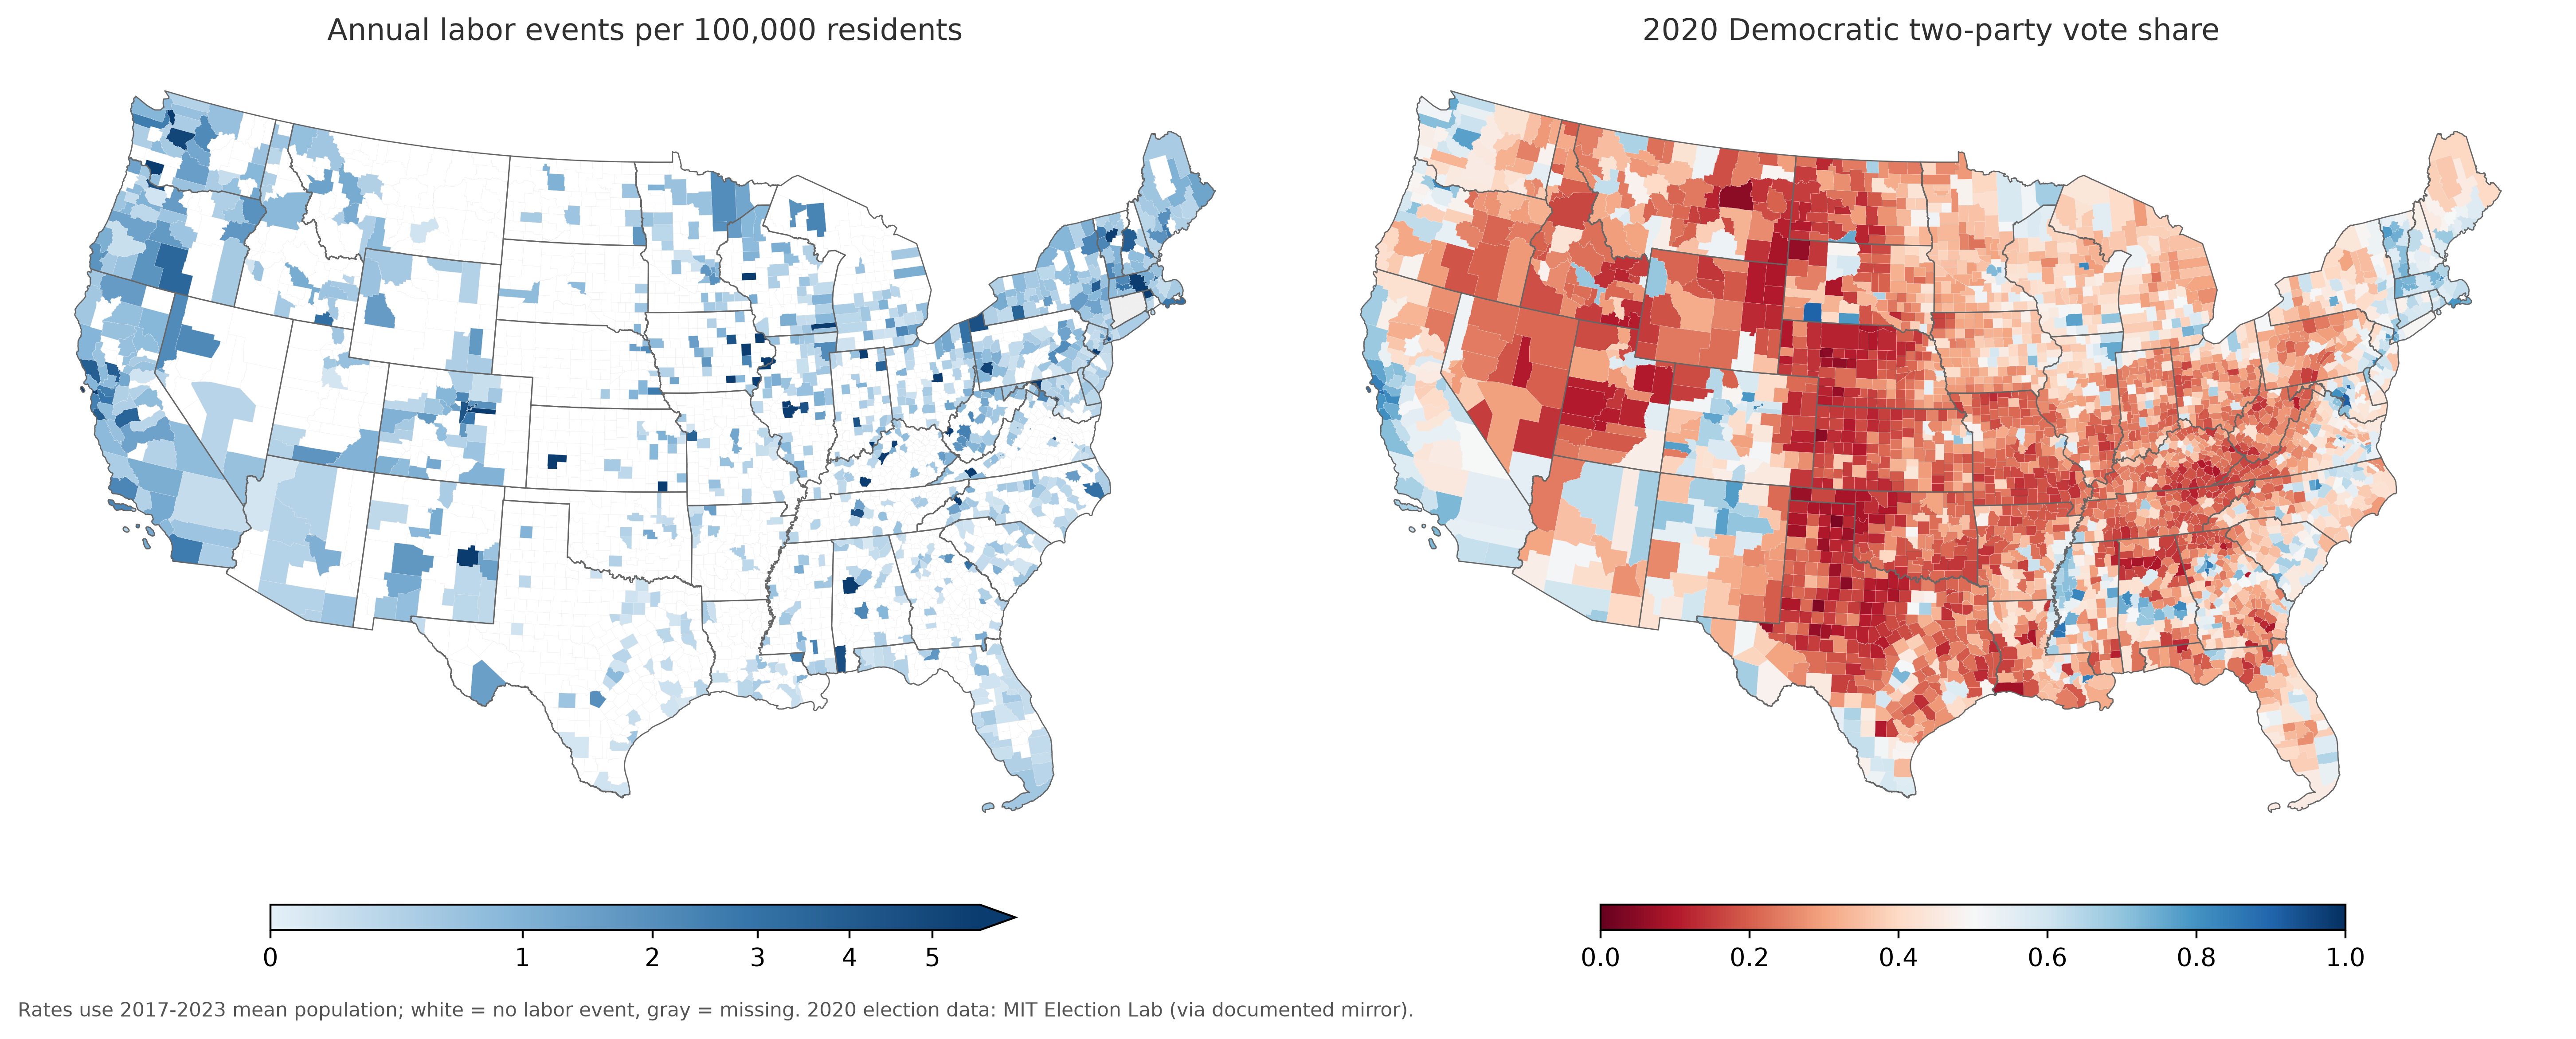 Annual labor events per 100,000 residents
2020 Democratic two-party vote share
0 1 2 3 4 5
0.0 0.2 0.4 0.6 0.8 1.0
Rates use 2017-2023 mean population; white = no labor event, gray = missing. 2020 election data: MIT Election Lab (via documented mirror).